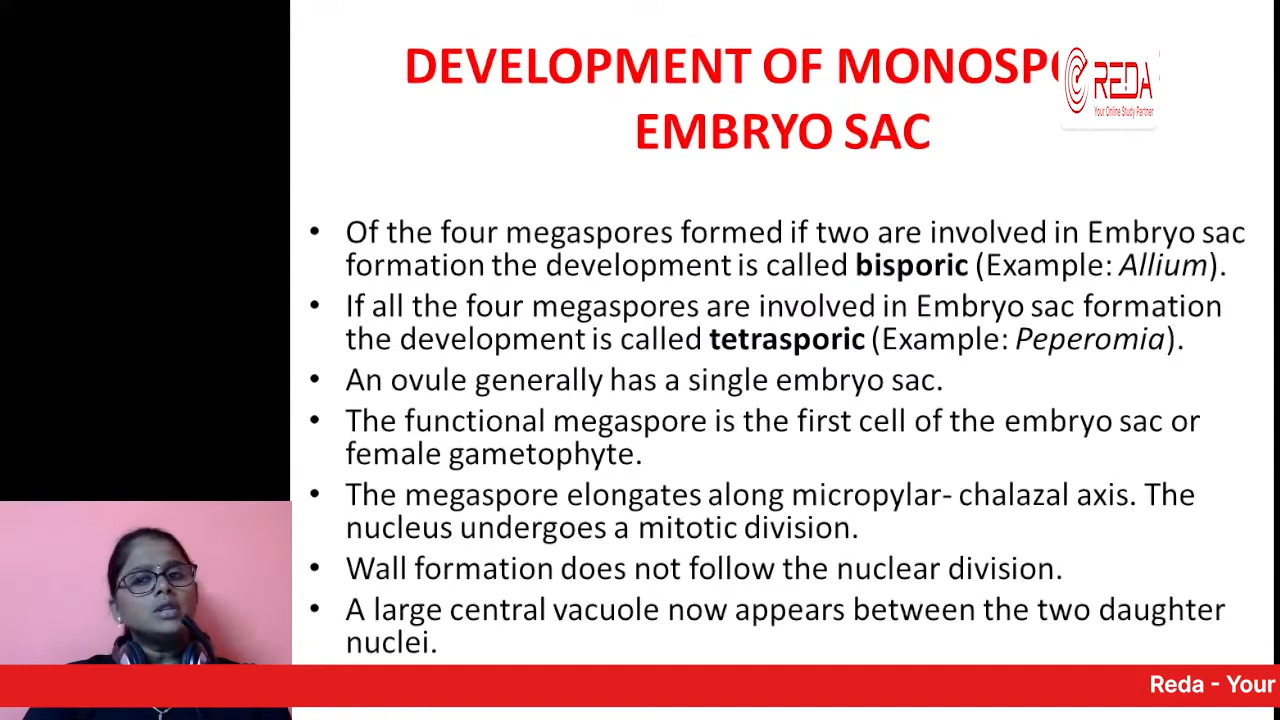 DEVELOPMENT OF MONOSP
REDA
Your Online Study Partner
EMBRYO SAC
• Of the four megaspores formed if two are involved in Embryo sac
formation the development is called bisporic (Example: Allium).
• If all the four megaspores are involved in Embryo sac formation
the development is called tetrasporic (Example: Peperomia).
• An ovule generally has a single embryo sac.
• The functional megaspore is the first cell of the embryo sac or
female gametophyte.
• The megaspore elongates along micropylar- chalazal axis. The
nucleus undergoes a mitotic division.
• Wall formation does not follow the nuclear division.
• A large central vacuole now appears between the two daughter
nuclei.
Reda - Your